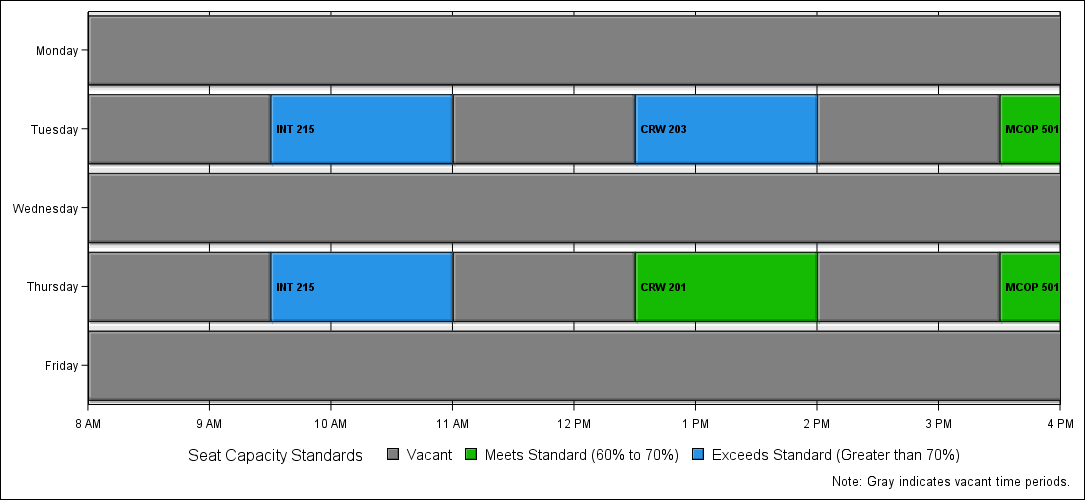 Monday
Tuesday
INT 215
CRW 203
MCOP 501
Wednesday
Thursday
INT 215
CRW 201
MCOP 501
Friday
8 AM 9 AM 10 AM 11 AM 12 PM 1 PM 2 PM 3 PM 4 PM
Seat Capacity Standards Vacant Meets Standard (60% to 70%) Exceeds Standard (Greater than 70%)
Note: Gray indicates vacant time periods.